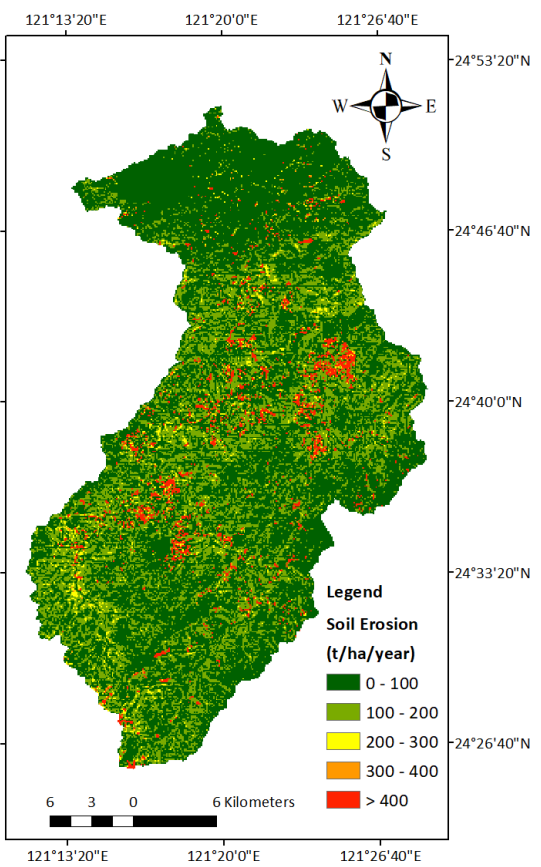 121°13'20"E 121°20'0"E 121°26'40"E
24°53'20"N
N
W E
S
24°46'40"N
24°40'0"N
24°33'20"N
Legend
Soil Erosion
(t/ha/year)
0 - 100
100 - 200
200 - 300
300 - 400
> 400
24°26'40"N
6 3 0 6 Kilometers
121°13'20"E 121°20'0"E 121°26'40"E